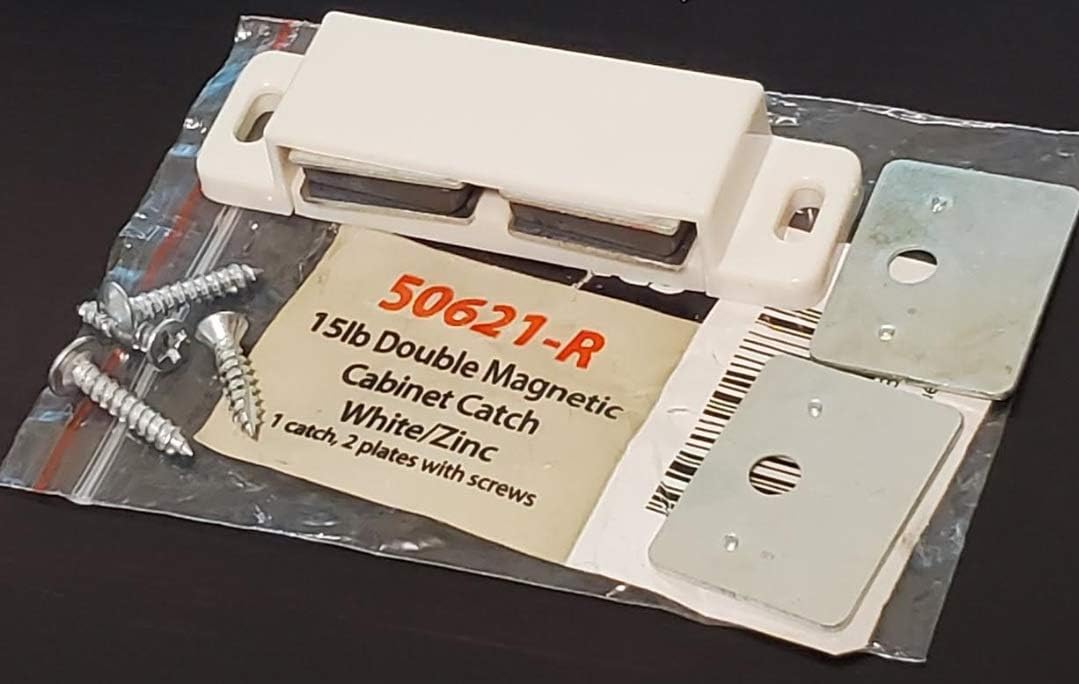 50621-R
15lb Double Magnetic
Cabinet Catch
White/Zinc
1 catch, 2 plates with screws